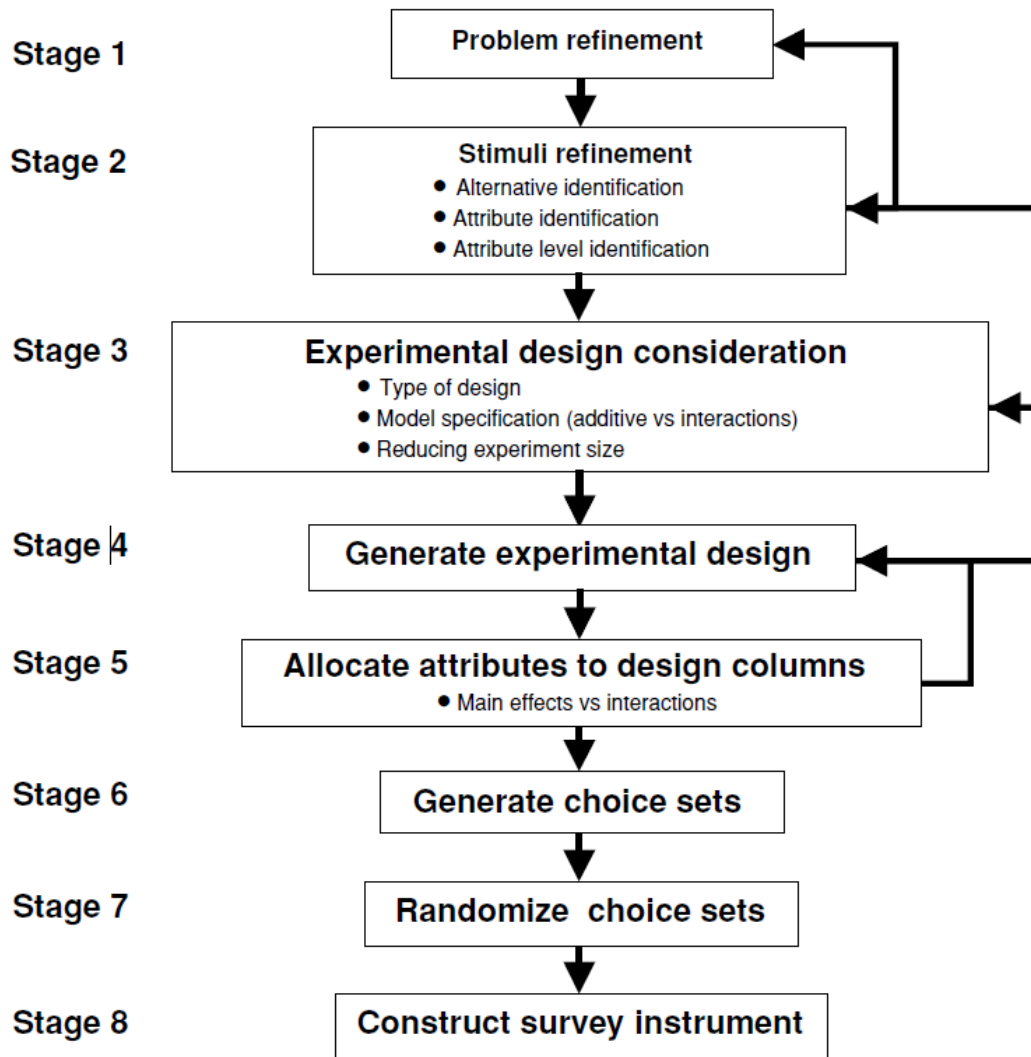 Stage 1
Problem refinement
Stage 2
Stimuli refinement
● Alternative identification
● Attribute identification
● Attribute level identification
Stage 3
Experimental design consideration
● Type of design
● Model specification (additive vs interactions)
● Reducing experiment size
Stage 4
Generate experimental design
Stage 5
Allocate attributes to design columns
● Main effects vs interactions
Stage 6
Generate choice sets
Stage 7
Randomize choice sets
Stage 8
Construct survey instrument